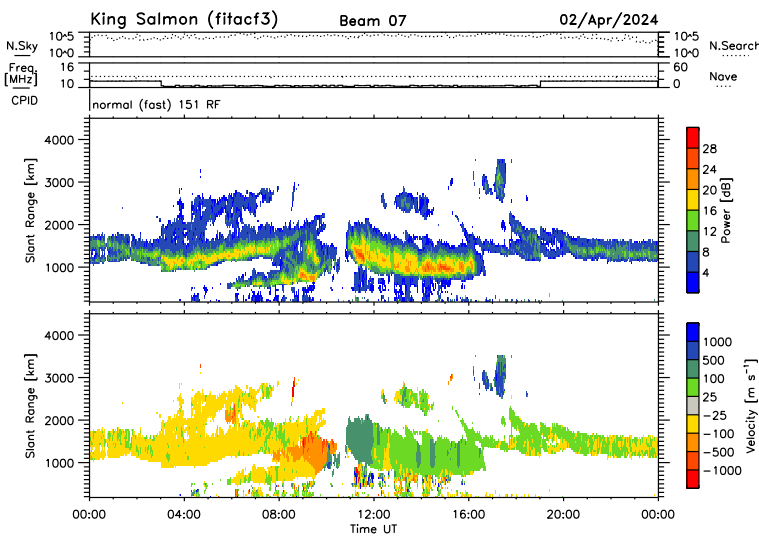 King Salmon (fitacf3) Beam 07 02/Apr/2024
N.Sky 10^5 10^0 10^5 10^0 N.Search
Freq. [MHz] 16 10 60 0 Nave
CPID normal (fast) 151 RF
Slant Range [km] 4000 3000 2000 1000
Power [dB] 28 24 20 16 12 8 4
Slant Range [km] 4000 3000 2000 1000
Velocity [m s⁻¹] 1000 500 100 25 −25 −100 −500 −1000
00:00 04:00 08:00 12:00 16:00 20:00 00:00
Time UT